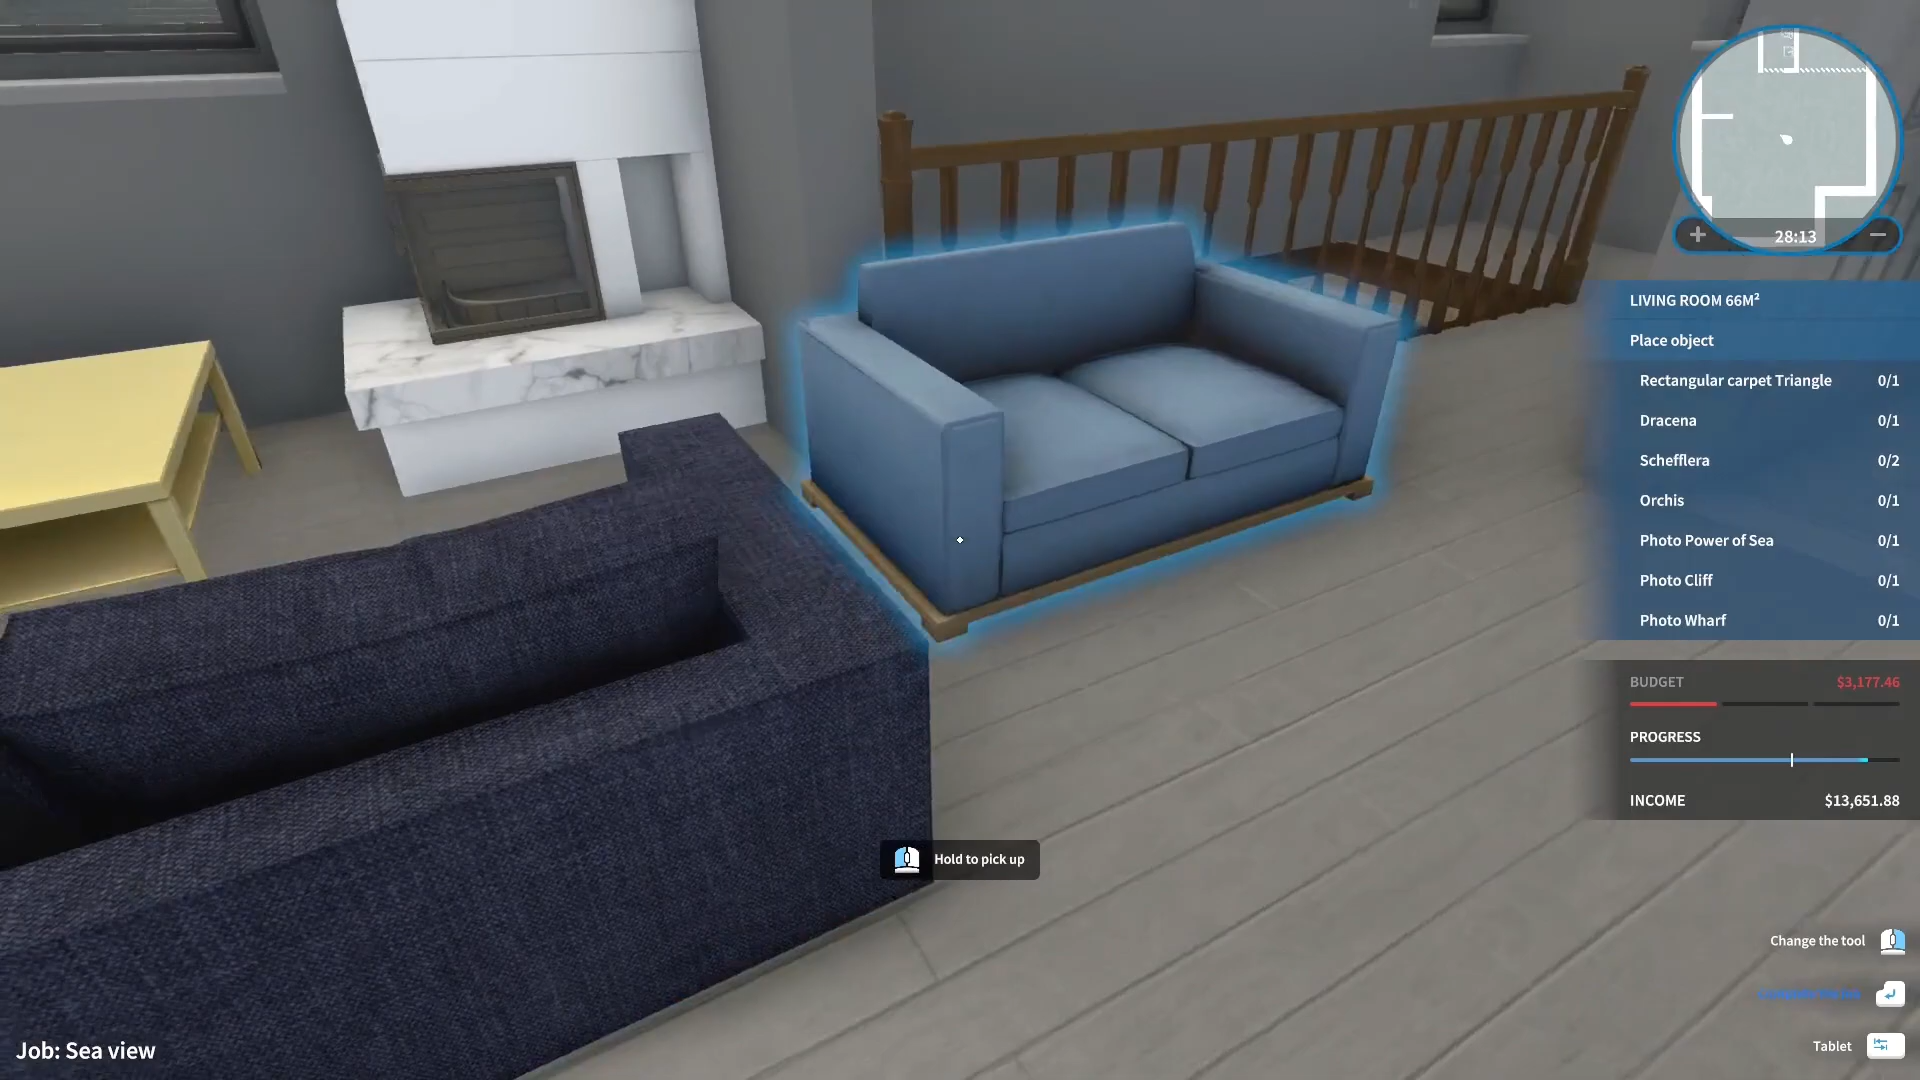 28:13
LIVING ROOM 66M²
Place object
Rectangular carpet Triangle 0/1
Dracena 0/1
Schefflera 0/2
Orchis 0/1
Photo Power of Sea 0/1
Photo Cliff 0/1
Photo Wharf 0/1
BUDGET $3,177.46
PROGRESS
INCOME $13,651.88
Hold to pick up
Change the tool
Tablet
Job: Sea view